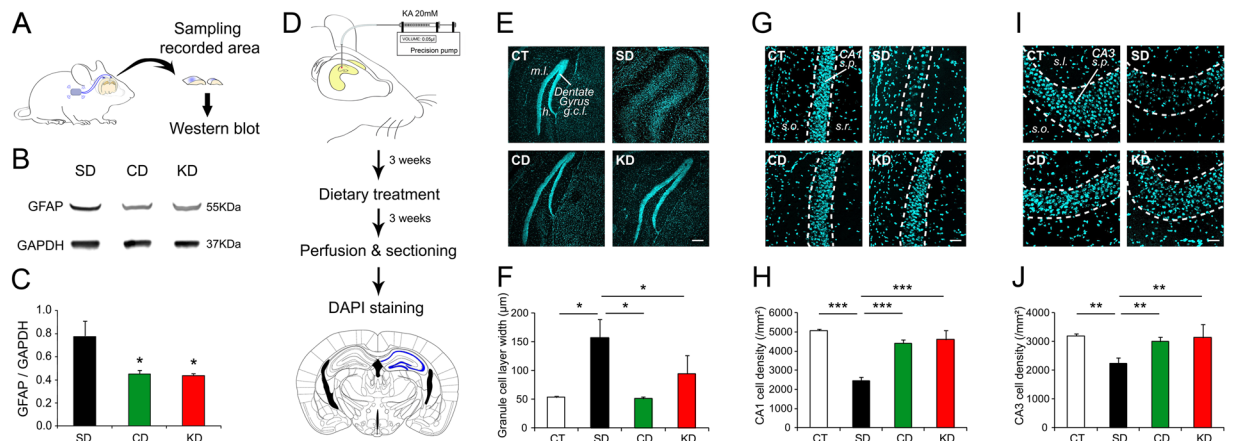 A
Sampling
recorded area
Western blot
B
SD CD KD
GFAP 55KDa
GAPDH 37KDa
C
GFAP / GAPDH
1.0
0.8
0.6
0.4
0.2
0.0
* *
SD CD KD
D
KA 20mM
VOLUME: 0.05µl
Precision pump
3 weeks
Dietary treatment
3 weeks
Perfusion & sectioning
DAPI staining
E
CT SD
m.l.
Dentate
Gyrus
h. g.c.l.
CD KD
F
Granule cell layer width (µm)
200
150
100
50
0
*
* *
CT SD CD KD
G
CT SD
CA1
s.p.
s.o. s.r.
CD KD
H
CA1 cell density (/mm²)
6000
5000
4000
3000
2000
1000
0
***
*** ***
CT SD CD KD
I
CT SD
s.l. CA3
s.p.
s.o.
CD KD
J
CA3 cell density (/mm²)
4000
3000
2000
1000
0
**
** **
CT SD CD KD